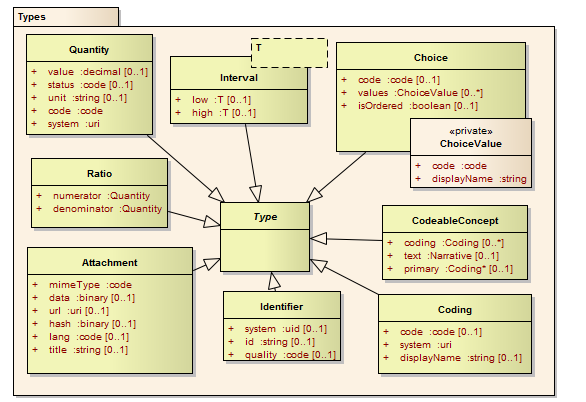 Types
Quantity
+ value :decimal [0..1]
+ status :code [0..1]
+ unit :string [0..1]
+ code :code
+ system :uri
T
Interval
+ low :T [0..1]
+ high :T [0..1]
Choice
+ code :code [0..1]
+ values :ChoiceValue [0..*]
+ isOrdered :boolean [0..1]
«private»
ChoiceValue
+ code :code
+ displayName :string
Ratio
+ numerator :Quantity
+ denominator :Quantity
Type
CodeableConcept
+ coding :Coding [0..*]
+ text :Narrative [0..1]
+ primary :Coding* [0..1]
Attachment
+ mimeType :code
+ data :binary [0..1]
+ url :uri [0..1]
+ hash :binary [0..1]
+ lang :code [0..1]
+ title :string [0..1]
Identifier
+ system :uid [0..1]
+ id :string [0..1]
+ quality :code [0..1]
Coding
+ code :code [0..1]
+ system :uri
+ displayName :string [0..1]